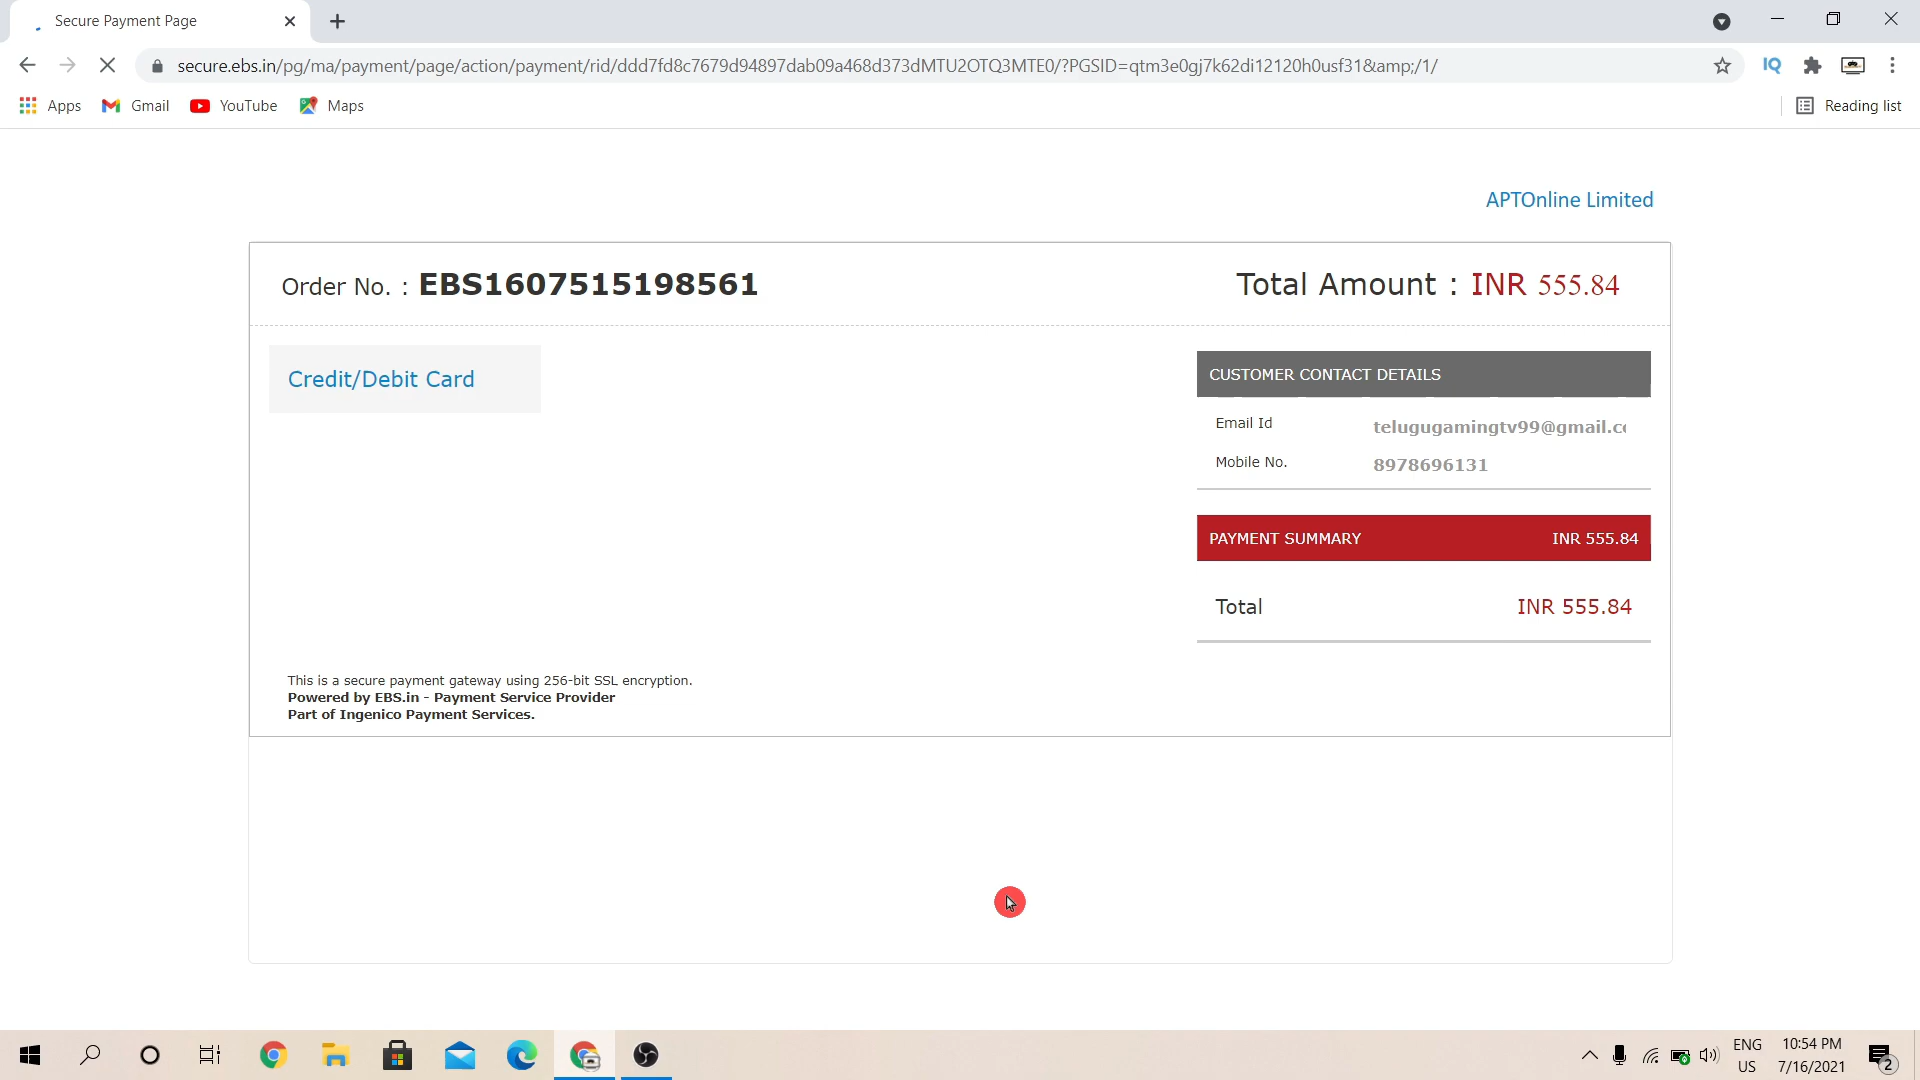 Secure Payment Page
secure.ebs.in/pg/ma/payment/page/action/payment/rid/ddd7fd8c7679d94897dab09a468d373dMTU2OTQ3MTE0/?PGSID=qtm3e0gj7k62di12120h0usf31&amp;/1/
IQ
Apps
Gmail
YouTube
Maps
Reading list
APTOnline Limited
Order No. : EBS1607515198561
Total Amount : INR 555.84
Credit/Debit Card
CUSTOMER CONTACT DETAILS
Email Id telugugamingtv99@gmail.c
Mobile No. 8978696131
PAYMENT SUMMARY INR 555.84
Total INR 555.84
This is a secure payment gateway using 256-bit SSL encryption.
Powered by EBS.in - Payment Service Provider
Part of Ingenico Payment Services.
ENG
US
10:54 PM
7/16/2021
2